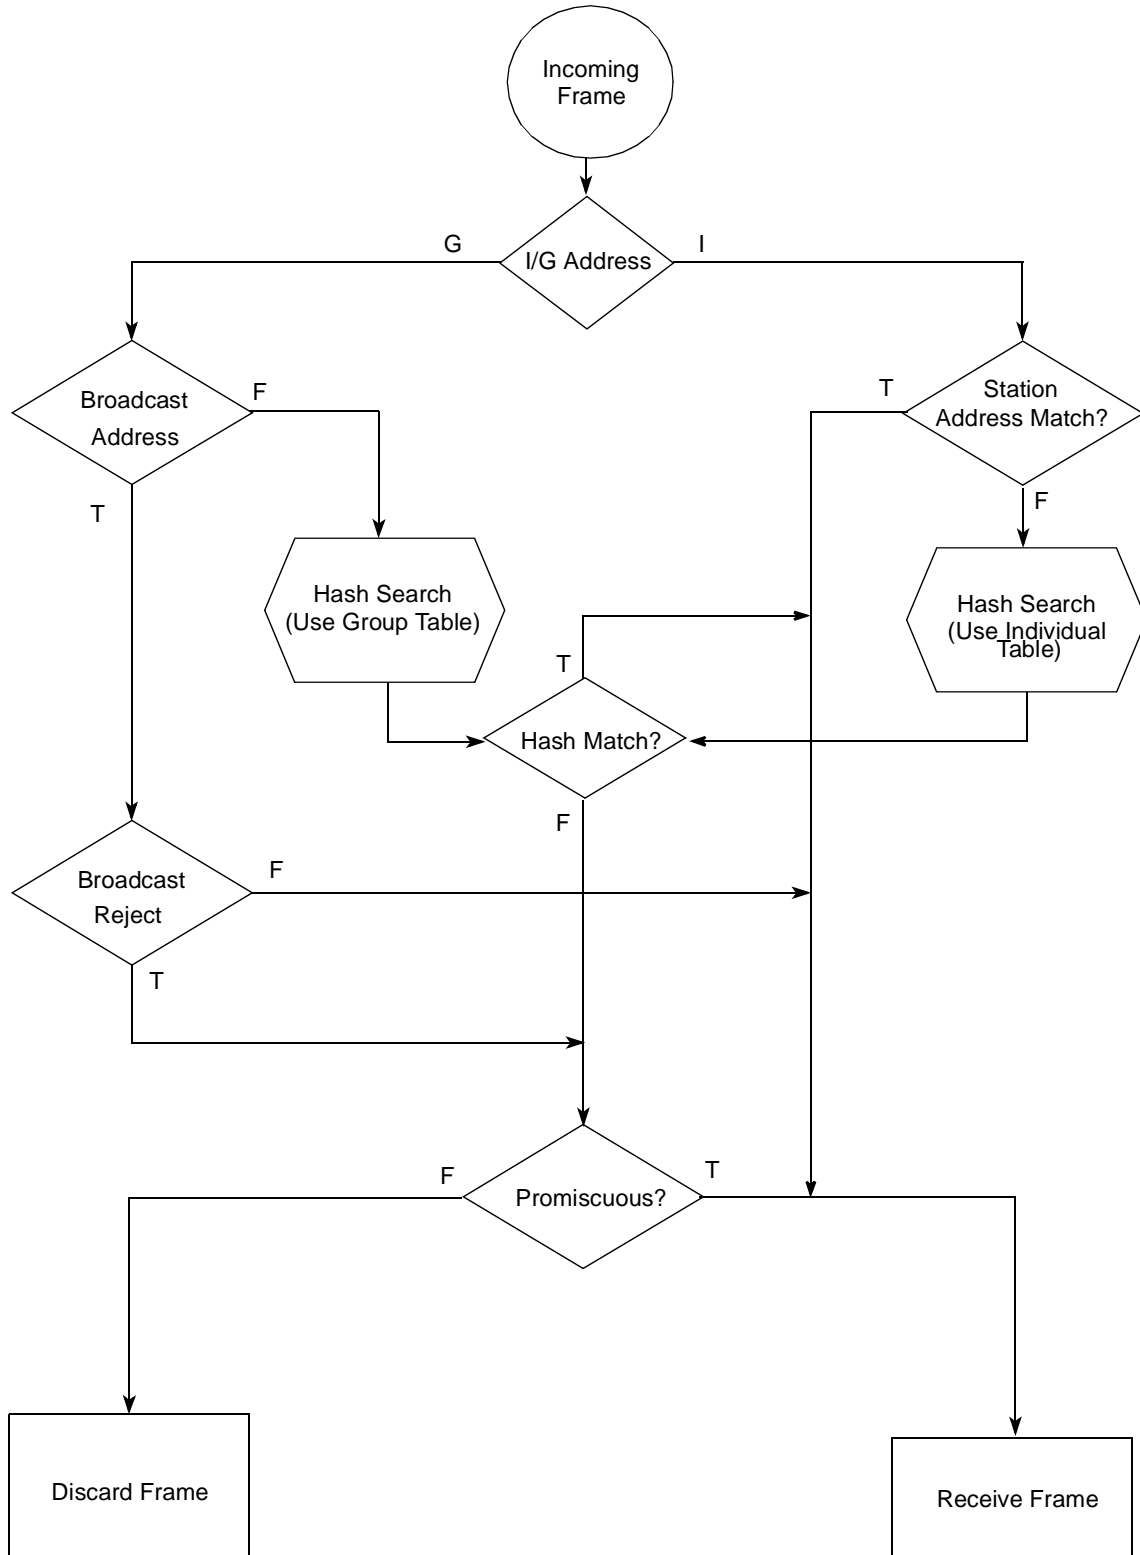 Incoming
Frame
G
I
I/G Address
F
T
Station
Address Match?
Broadcast
Address
T
F
Hash Search
(Use Group Table)
Hash Search
(Use Individual
Table)
T
Hash Match?
F
F
Broadcast
Reject
T
F
T
Promiscuous?
Discard Frame
Receive Frame